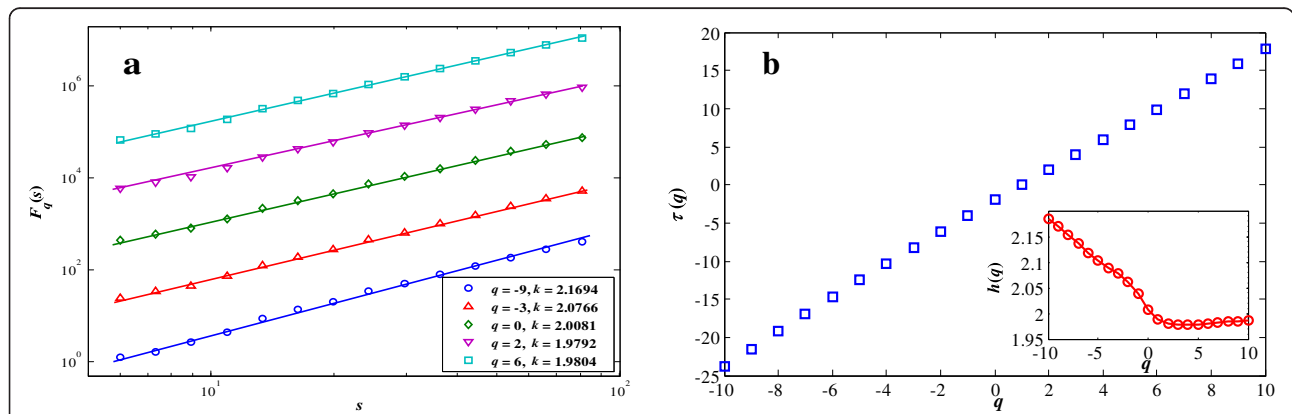 a
10^6
10^4
10^2
10^0
F_q(s)
10^1
10^2
s
q = -9, k = 2.1694
q = -3, k = 2.0766
q = 0, k = 2.0081
q = 2, k = 1.9792
q = 6, k = 1.9804
b
20
15
10
5
0
-5
-10
-15
-20
-25
τ(q)
-10 -8 -6 -4 -2 0 2 4 6 8 10
q
2.15
2.1
2.05
2
1.95
h(q)
-10 -5 0 5 10
q